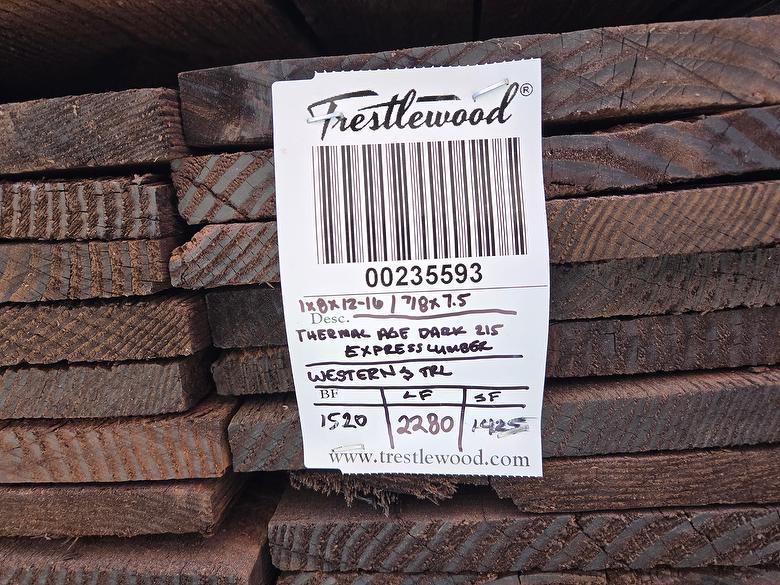 Trestlewood®
00235593
1x8x12-16 | 7/8x7.5
Desc.
THERMAL AGE DARK 215
EXPRESS LUMBER
WESTERN $ TRL
BF LF SF
1520 2280 1425
www.trestlewood.com